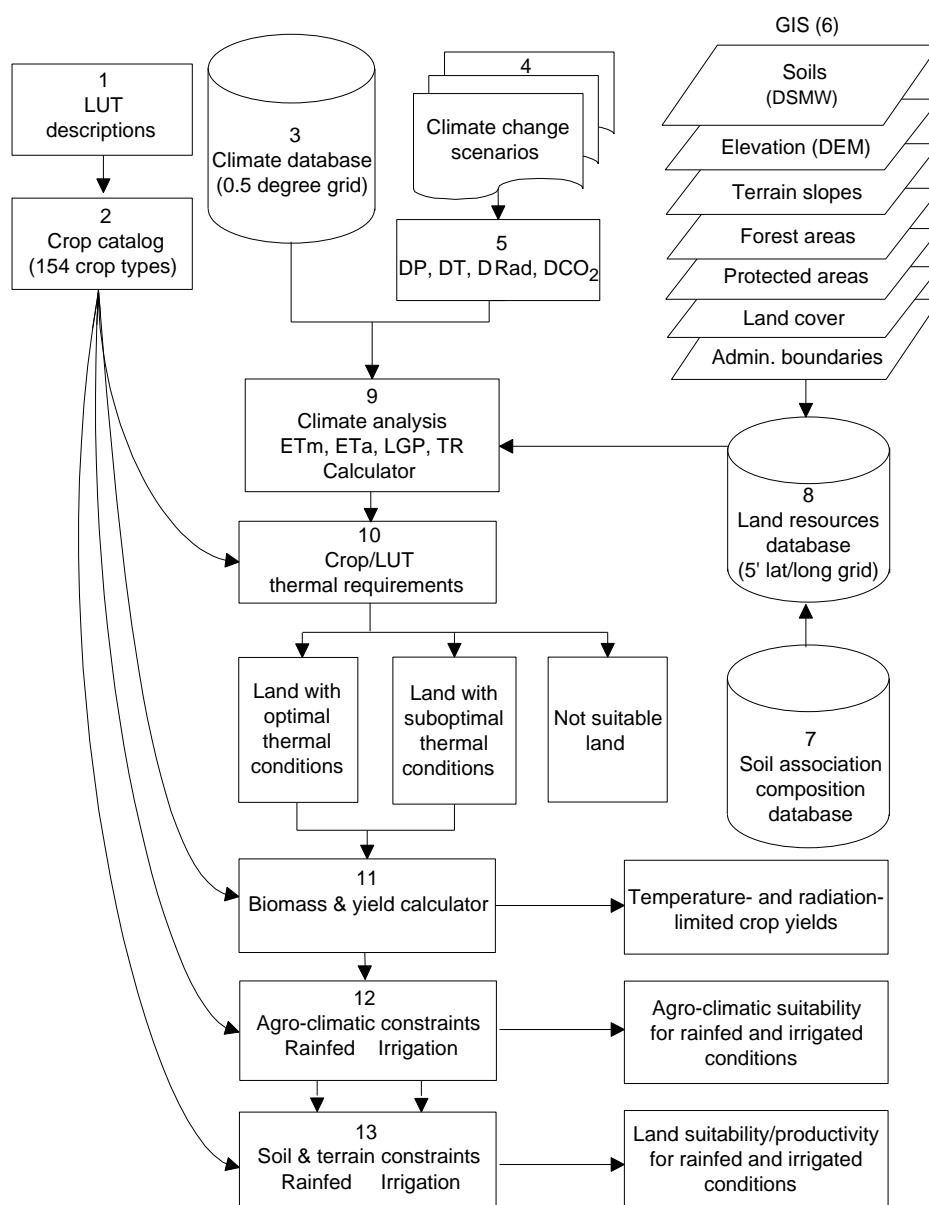 GIS (6)
1
LUT
descriptions
3
Climate database
(0.5 degree grid)
4
Climate change
scenarios
Soils
(DSMW)
Elevation (DEM)
Terrain slopes
Forest areas
Protected areas
Land cover
Admin. boundaries
2
Crop catalog
(154 crop types)
5
DP, DT, DRad, DCO2
9
Climate analysis
ETm, ETa, LGP, TR
Calculator
8
Land resources
database
(5' lat/long grid)
10
Crop/LUT
thermal requirements
Land with
optimal
thermal
conditions
Land with
suboptimal
thermal
conditions
Not suitable
land
7
Soil association
composition
database
11
Biomass & yield calculator
Temperature- and radiation-
limited crop yields
12
Agro-climatic constraints
Rainfed Irrigation
Agro-climatic suitability
for rainfed and irrigated
conditions
13
Soil & terrain constraints
Rainfed Irrigation
Land suitability/productivity
for rainfed and irrigated
conditions